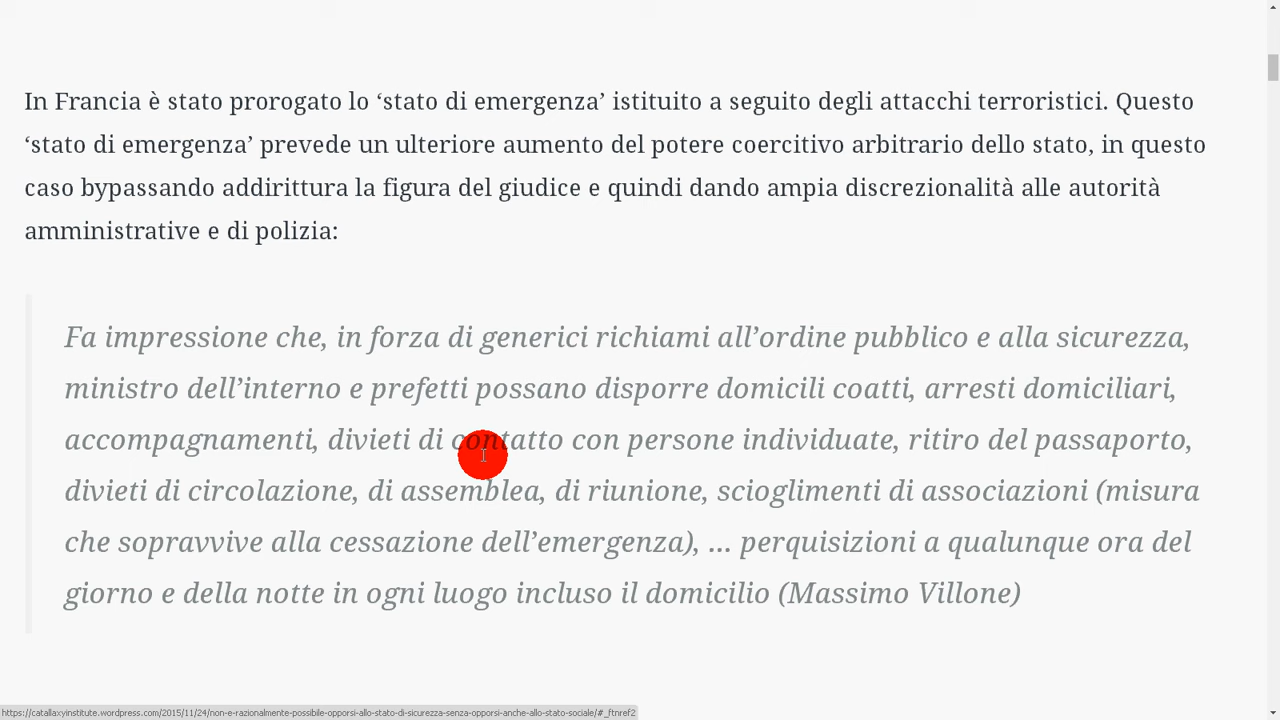 In Francia è stato prorogato lo ‘stato di emergenza’ istituito a seguito degli attacchi terroristici. Questo
‘stato di emergenza’ prevede un ulteriore aumento del potere coercitivo arbitrario dello stato, in questo
caso bypassando addirittura la figura del giudice e quindi dando ampia discrezionalità alle autorità
amministrative e di polizia:
Fa impressione che, in forza di generici richiami all’ordine pubblico e alla sicurezza,
ministro dell’interno e prefetti possano disporre domicili coatti, arresti domiciliari,
accompagnamenti, divieti di contatto con persone individuate, ritiro del passaporto,
divieti di circolazione, di assemblea, di riunione, scioglimenti di associazioni (misura
che sopravvive alla cessazione dell’emergenza), ... perquisizioni a qualunque ora del
giorno e della notte in ogni luogo incluso il domicilio (Massimo Villone)
https://catallaxyinstitute.wordpress.com/2015/11/24/non-e-razionalmente-possibile-opporsi-allo-stato-di-sicurezza-senza-opporsi-anche-allo-stato-sociale/#_ftnref2